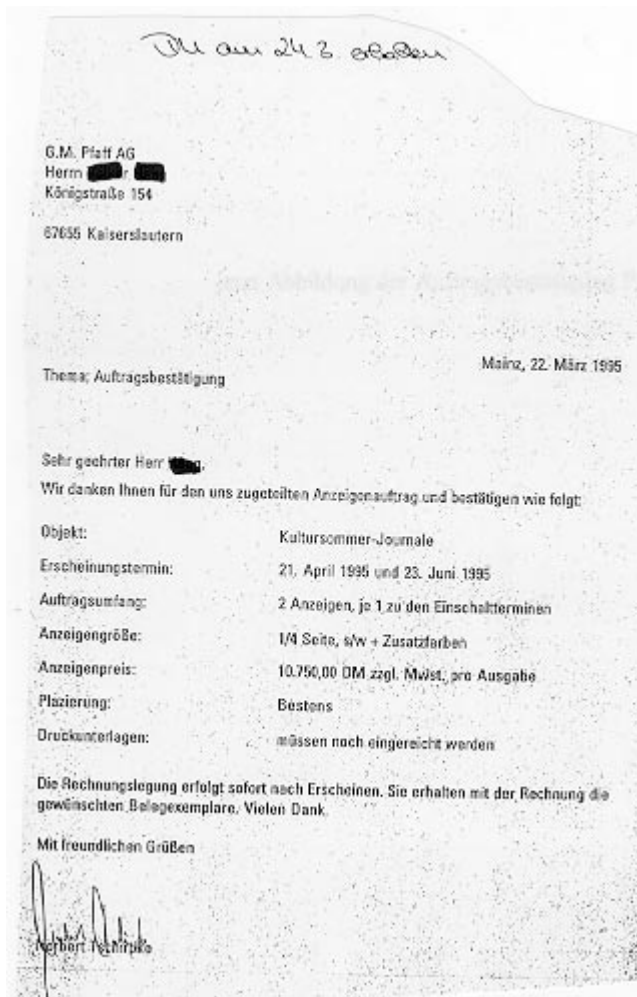 am 24.3. erhalten
G.M. Pfaff AG
Herrn
Königstraße 154
67655 Kaiserslautern
Mainz, 22. März 1995
Thema: Auftragsbestätigung
Sehr geehrter Herr
Wir danken Ihnen für den uns zugeteilten Anzeigenauftrag und bestätigen wie folgt:
Objekt: Kultursommer-Journale
Erscheinungstermin: 21. April 1995 und 23. Juni 1995
Auftragsumfang: 2 Anzeigen, je 1 zu den Einschaltterminen
Anzeigengröße: 1/4 Seite, s/w + Zusatzfarben
Anzeigenpreis: 10.750,00 DM zzgl. MwSt. pro Ausgabe
Plazierung: Bestens
Druckunterlagen: müssen noch eingereicht werden
Die Rechnungslegung erfolgt sofort nach Erscheinen. Sie erhalten mit der Rechnung die
gewünschten Belegexemplare. Vielen Dank.
Mit freundlichen Grüßen
Norbert